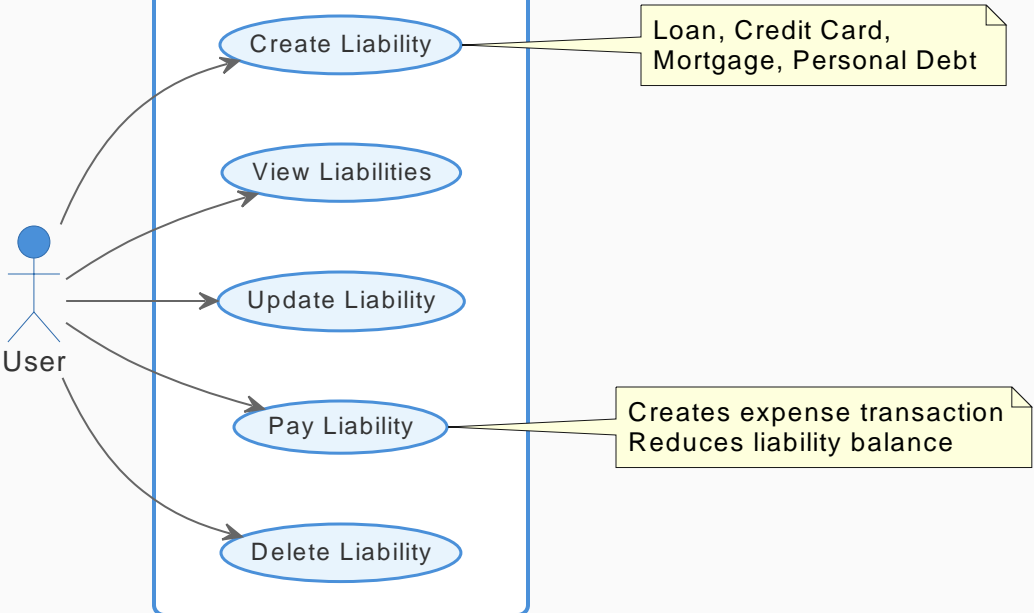 Create Liability
Loan, Credit Card,
Mortgage, Personal Debt
View Liabilities
Update Liability
User
Pay Liability
Creates expense transaction
Reduces liability balance
Delete Liability